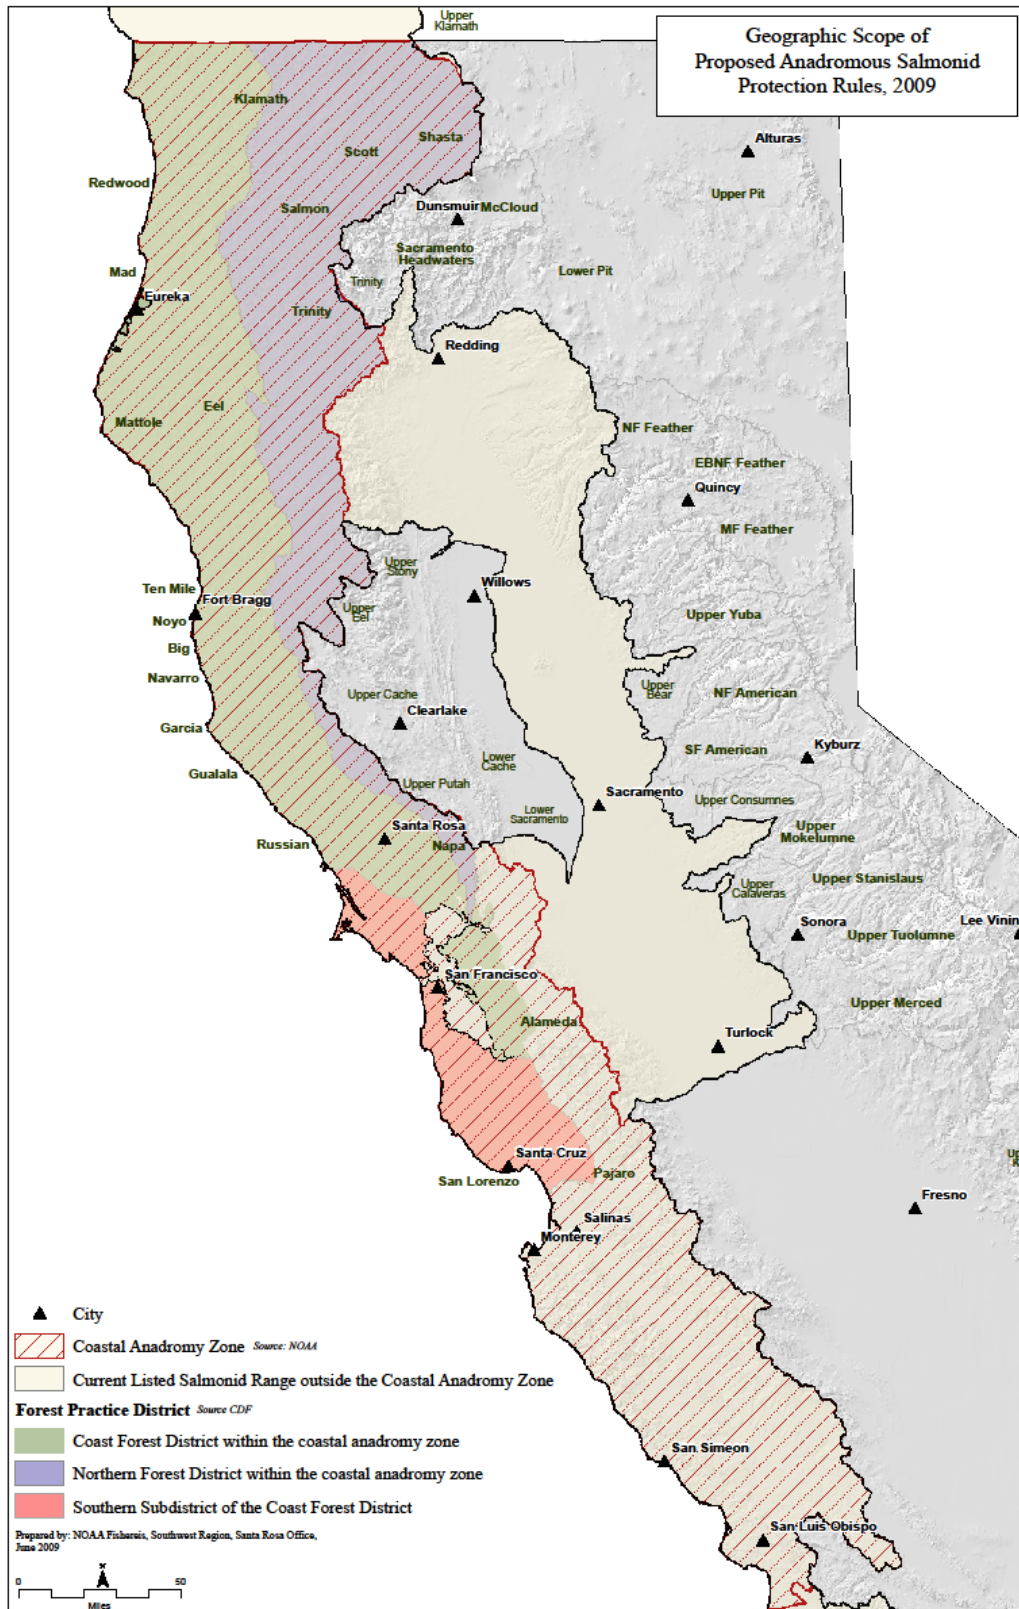 Upper
Klamath
Geographic Scope of
Proposed Anadromous Salmonid
Protection Rules, 2009
Klamath
Shasta
Scott
Alturas
Redwood
Upper Pit
Salmon
Dunsmuir
McCloud
Sacramento
Headwaters
Mad
Lower Pit
Trinity
Eureka
Trinity
Redding
Eel
Mattole
NF Feather
EBNF Feather
Quincy
MF Feather
Upper
Stony
Ten Mile
Fort Bragg
Willows
Upper
Eel
Noyo
Upper Yuba
Big
Navarro
Upper Cache
Upper
Bear
NF American
Clearlake
Garcia
SF American
Kyburz
Gualala
Lower
Cache
Upper Putah
Sacramento
Upper Consumnes
Lower
Sacramento
Santa Rosa
Upper
Mokelumne
Russian
Napa
Upper
Calaveras
Upper Stanislaus
Sonora
Upper Tuolumne
Lee Vinin
San Francisco
Upper Merced
Alameda
Turlock
Santa Cruz
San Lorenzo
Pajaro
Fresno
Salinas
Monterey
City
Coastal Anadromy Zone Source: NOAA
Current Listed Salmonid Range outside the Coastal Anadromy Zone
Forest Practice District Source CDF
Coast Forest District within the coastal anadromy zone
San Simeon
Northern Forest District within the coastal anadromy zone
Southern Subdistrict of the Coast Forest District
San Luis Obispo
Prepared by: NOAA Fishereis, Southwest Region, Santa Rosa Office,
June 2009
N
0 50
Miles